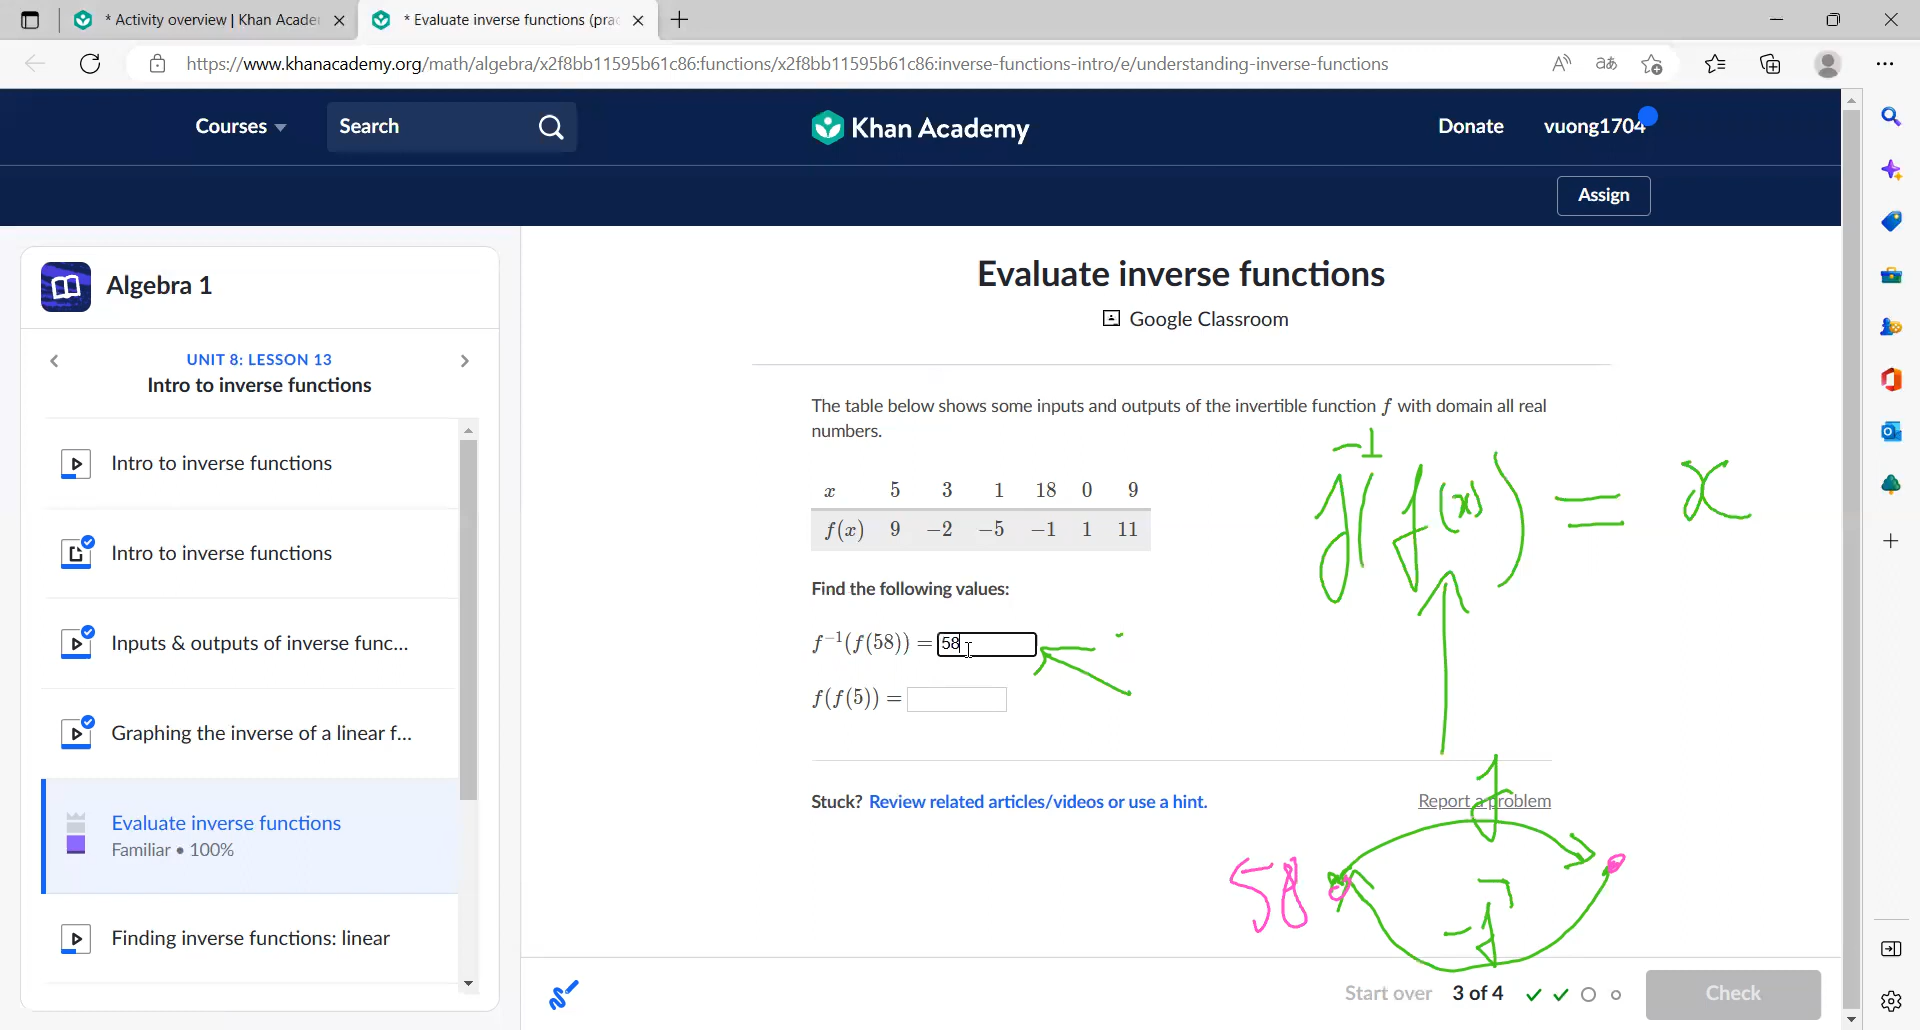 * Activity overview | Khan Acade
* Evaluate inverse functions (prac
https://www.khanacademy.org/math/algebra/x2f8bb11595b61c86:functions/x2f8bb11595b61c86:inverse-functions-intro/e/understanding-inverse-functions
Courses
Search
Khan Academy
Donate
vuong1704
Assign
Algebra 1
UNIT 8: LESSON 13
Intro to inverse functions
Intro to inverse functions
Intro to inverse functions
Inputs & outputs of inverse func...
Graphing the inverse of a linear f...
Evaluate inverse functions
Familiar • 100%
Finding inverse functions: linear
Evaluate inverse functions
Google Classroom
The table below shows some inputs and outputs of the invertible function f with domain all real
numbers.
x 5 3 1 18 0 9
f(x) 9 −2 −5 −1 1 11
f⁻¹(f(x)) = x
Find the following values:
f⁻¹(f(58)) = 58
f(f(5)) =
Stuck? Review related articles/videos or use a hint.
Report a problem
f
58
Start over 3 of 4
Check